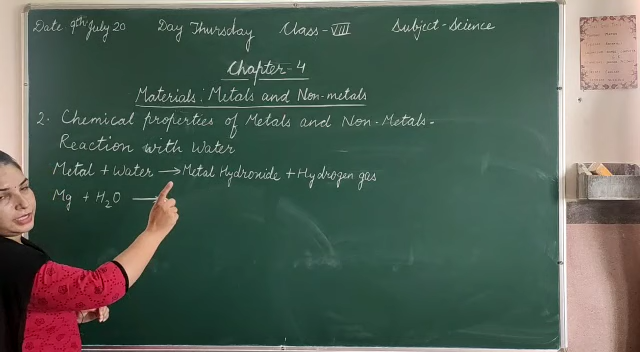 Date: 9th July 20 Day Thursday Class - VIII Subject - Science
Chapter - 4
Materials: Metals and Non-metals
2. Chemical properties of Metals and Non-Metals -
Reaction with Water
Metal + Water → Metal Hydroxide + Hydrogen gas
Mg + H₂O →